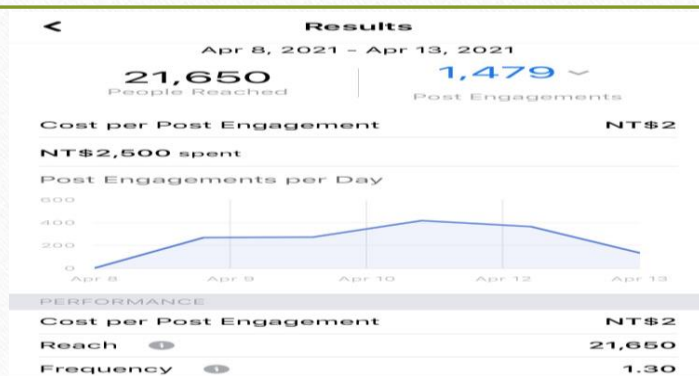 <
Results
Apr 8, 2021 – Apr 13, 2021
21,650 1,479
People Reached Post Engagements
Cost per Post Engagement NT$2
NT$2,500 spent
Post Engagements per Day
600
400
200
0
Apr 8 Apr 9 Apr 10 Apr 12 Apr 13
PERFORMANCE
Cost per Post Engagement NT$2
Reach i 21,650
Frequency i 1.30